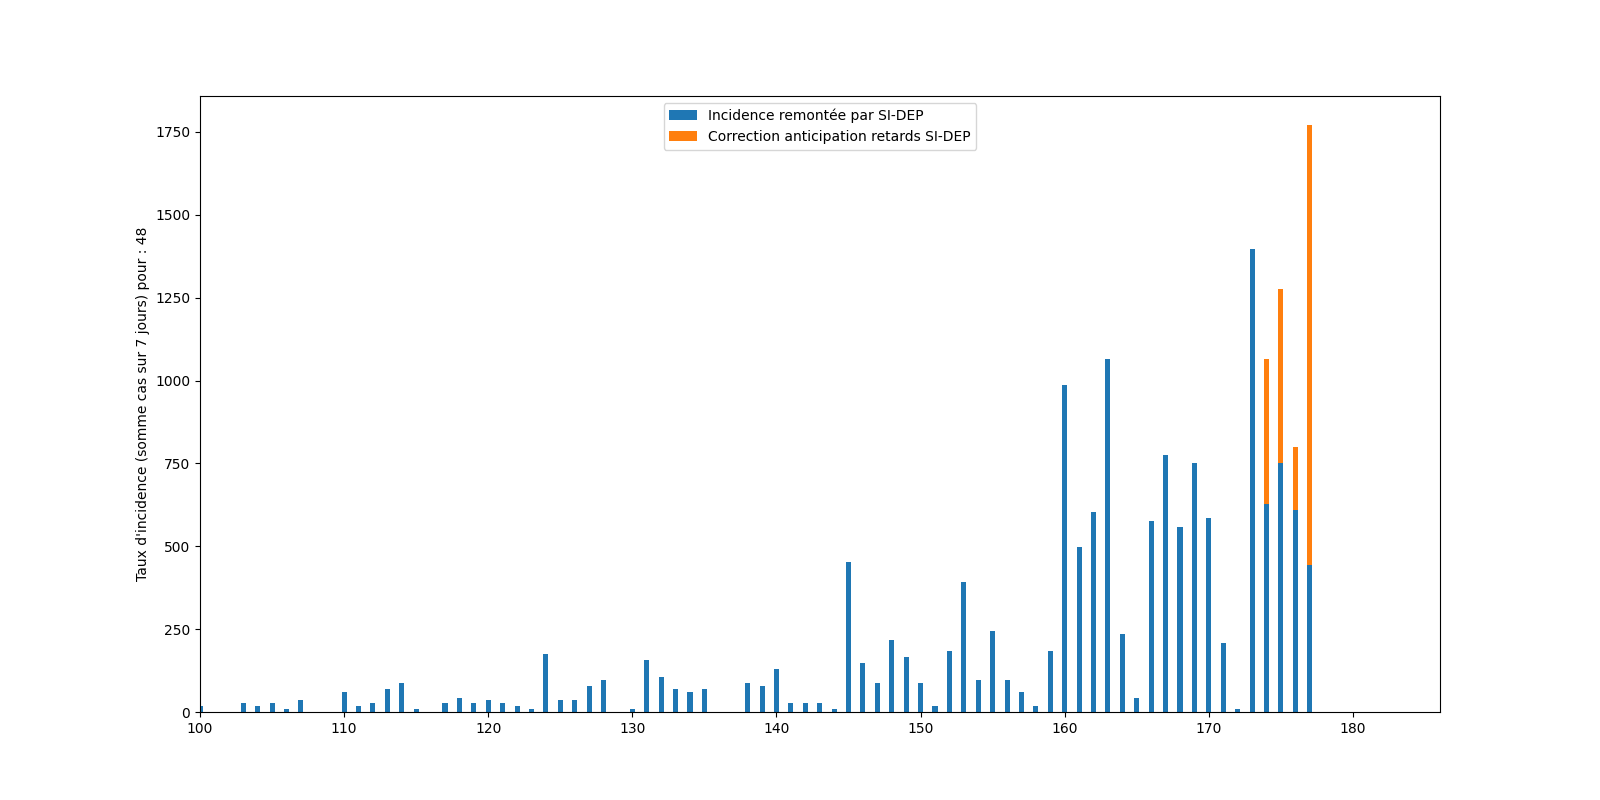 Incidence remontée par SI-DEP
Correction anticipation retards SI-DEP
Taux d'incidence (somme cas sur 7 jours) pour : 48
1750
1500
1250
1000
750
500
250
0
100 110 120 130 140 150 160 170 180